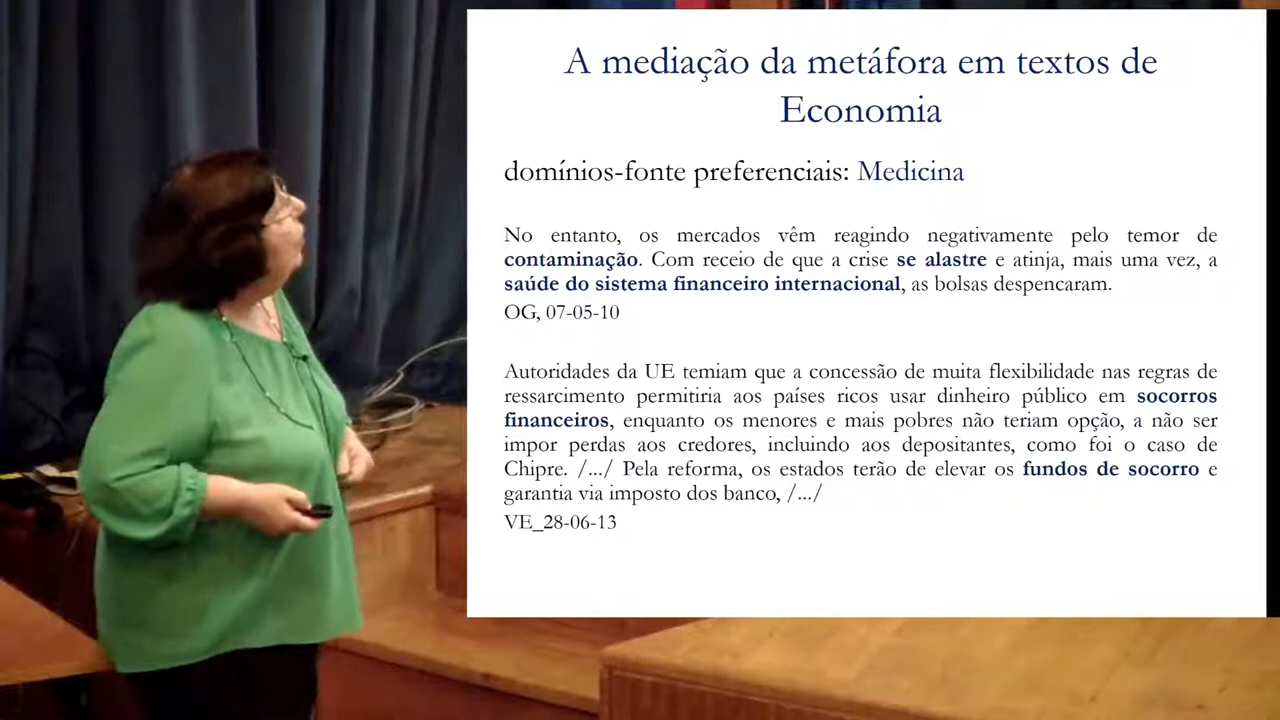 A mediação da metáfora em textos de
Economia
domínios-fonte preferenciais: Medicina
No entanto, os mercados vêm reagindo negativamente pelo temor de
contaminação. Com receio de que a crise se alastre e atinja, mais uma vez, a
saúde do sistema financeiro internacional, as bolsas despencaram.
OG, 07-05-10
Autoridades da UE temiam que a concessão de muita flexibilidade nas regras de
ressarcimento permitiria aos países ricos usar dinheiro público em socorros
financeiros, enquanto os menores e mais pobres não teriam opção, a não ser
impor perdas aos credores, incluindo aos depositantes, como foi o caso de
Chipre. /.../ Pela reforma, os estados terão de elevar os fundos de socorro e
garantia via imposto dos banco, /.../
VE_28-06-13